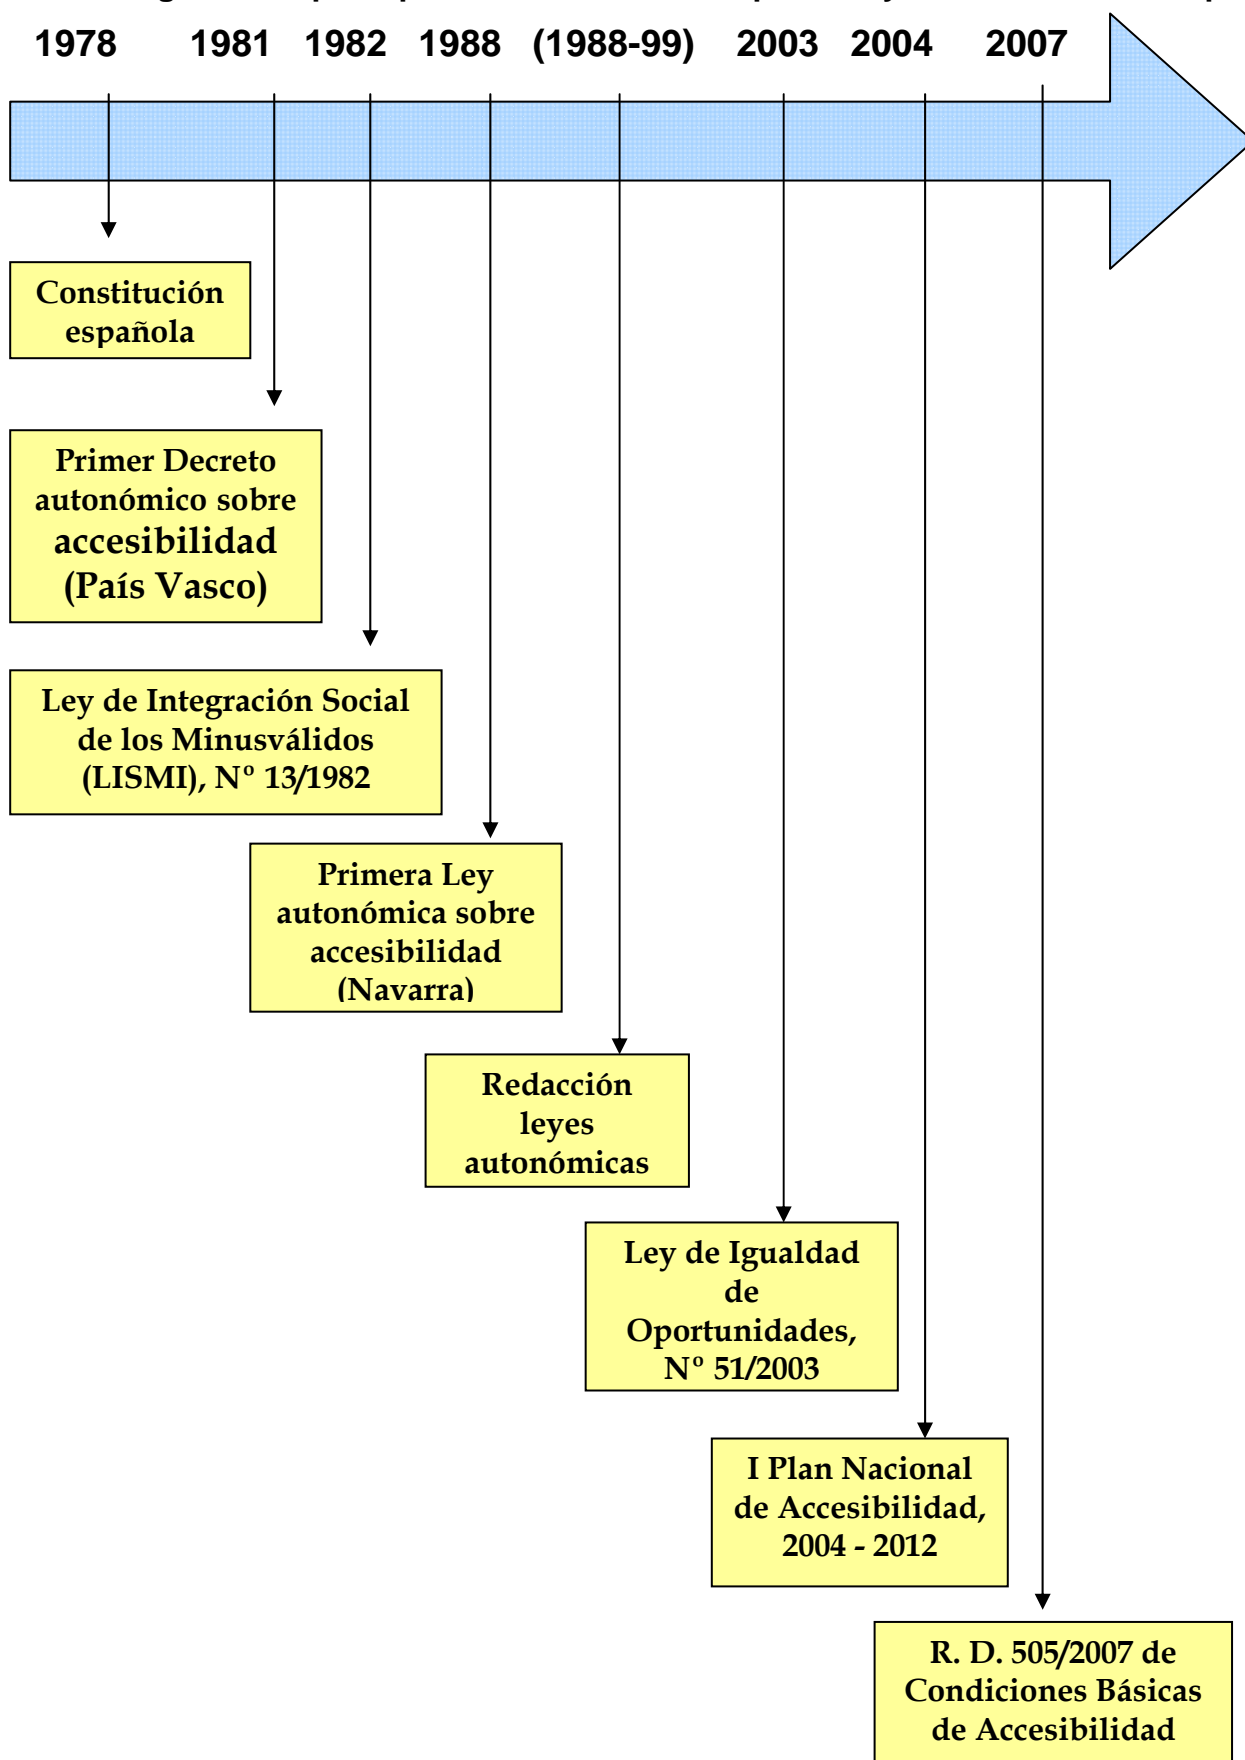 1978 1981 1982 1988 (1988-99) 2003 2004 2007
Constitución
española
Primer Decreto
autonómico sobre
accesibilidad
(País Vasco)
Ley de Integración Social
de los Minusválidos
(LISMI), Nº 13/1982
Primera Ley
autonómica sobre
accesibilidad
(Navarra)
Redacción
leyes
autonómicas
Ley de Igualdad
de
Oportunidades,
Nº 51/2003
I Plan Nacional
de Accesibilidad,
2004 - 2012
R. D. 505/2007 de
Condiciones Básicas
de Accesibilidad